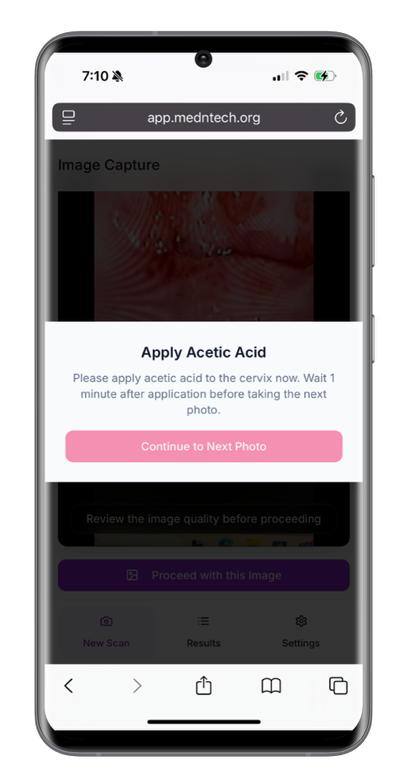 7:10
app.medntech.org
Image Capture
Apply Acetic Acid
Please apply acetic acid to the cervix now. Wait 1
minute after application before taking the next
photo.
Continue to Next Photo
Review the image quality before proceeding
Proceed with this Image
New Scan
Results
Settings